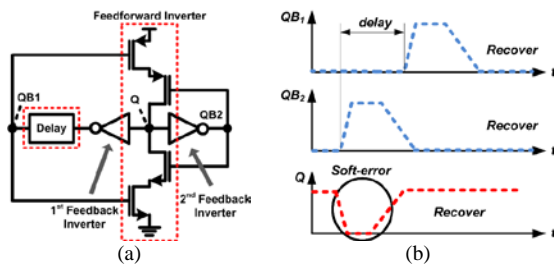 Feedforward Inverter
QB1
Delay
Q
QB2
1st Feedback
Inverter
2nd Feedback
Inverter
(a)
QB1
delay
Recover
t
QB2
Recover
t
Q
Soft-error
Recover
t
(b)